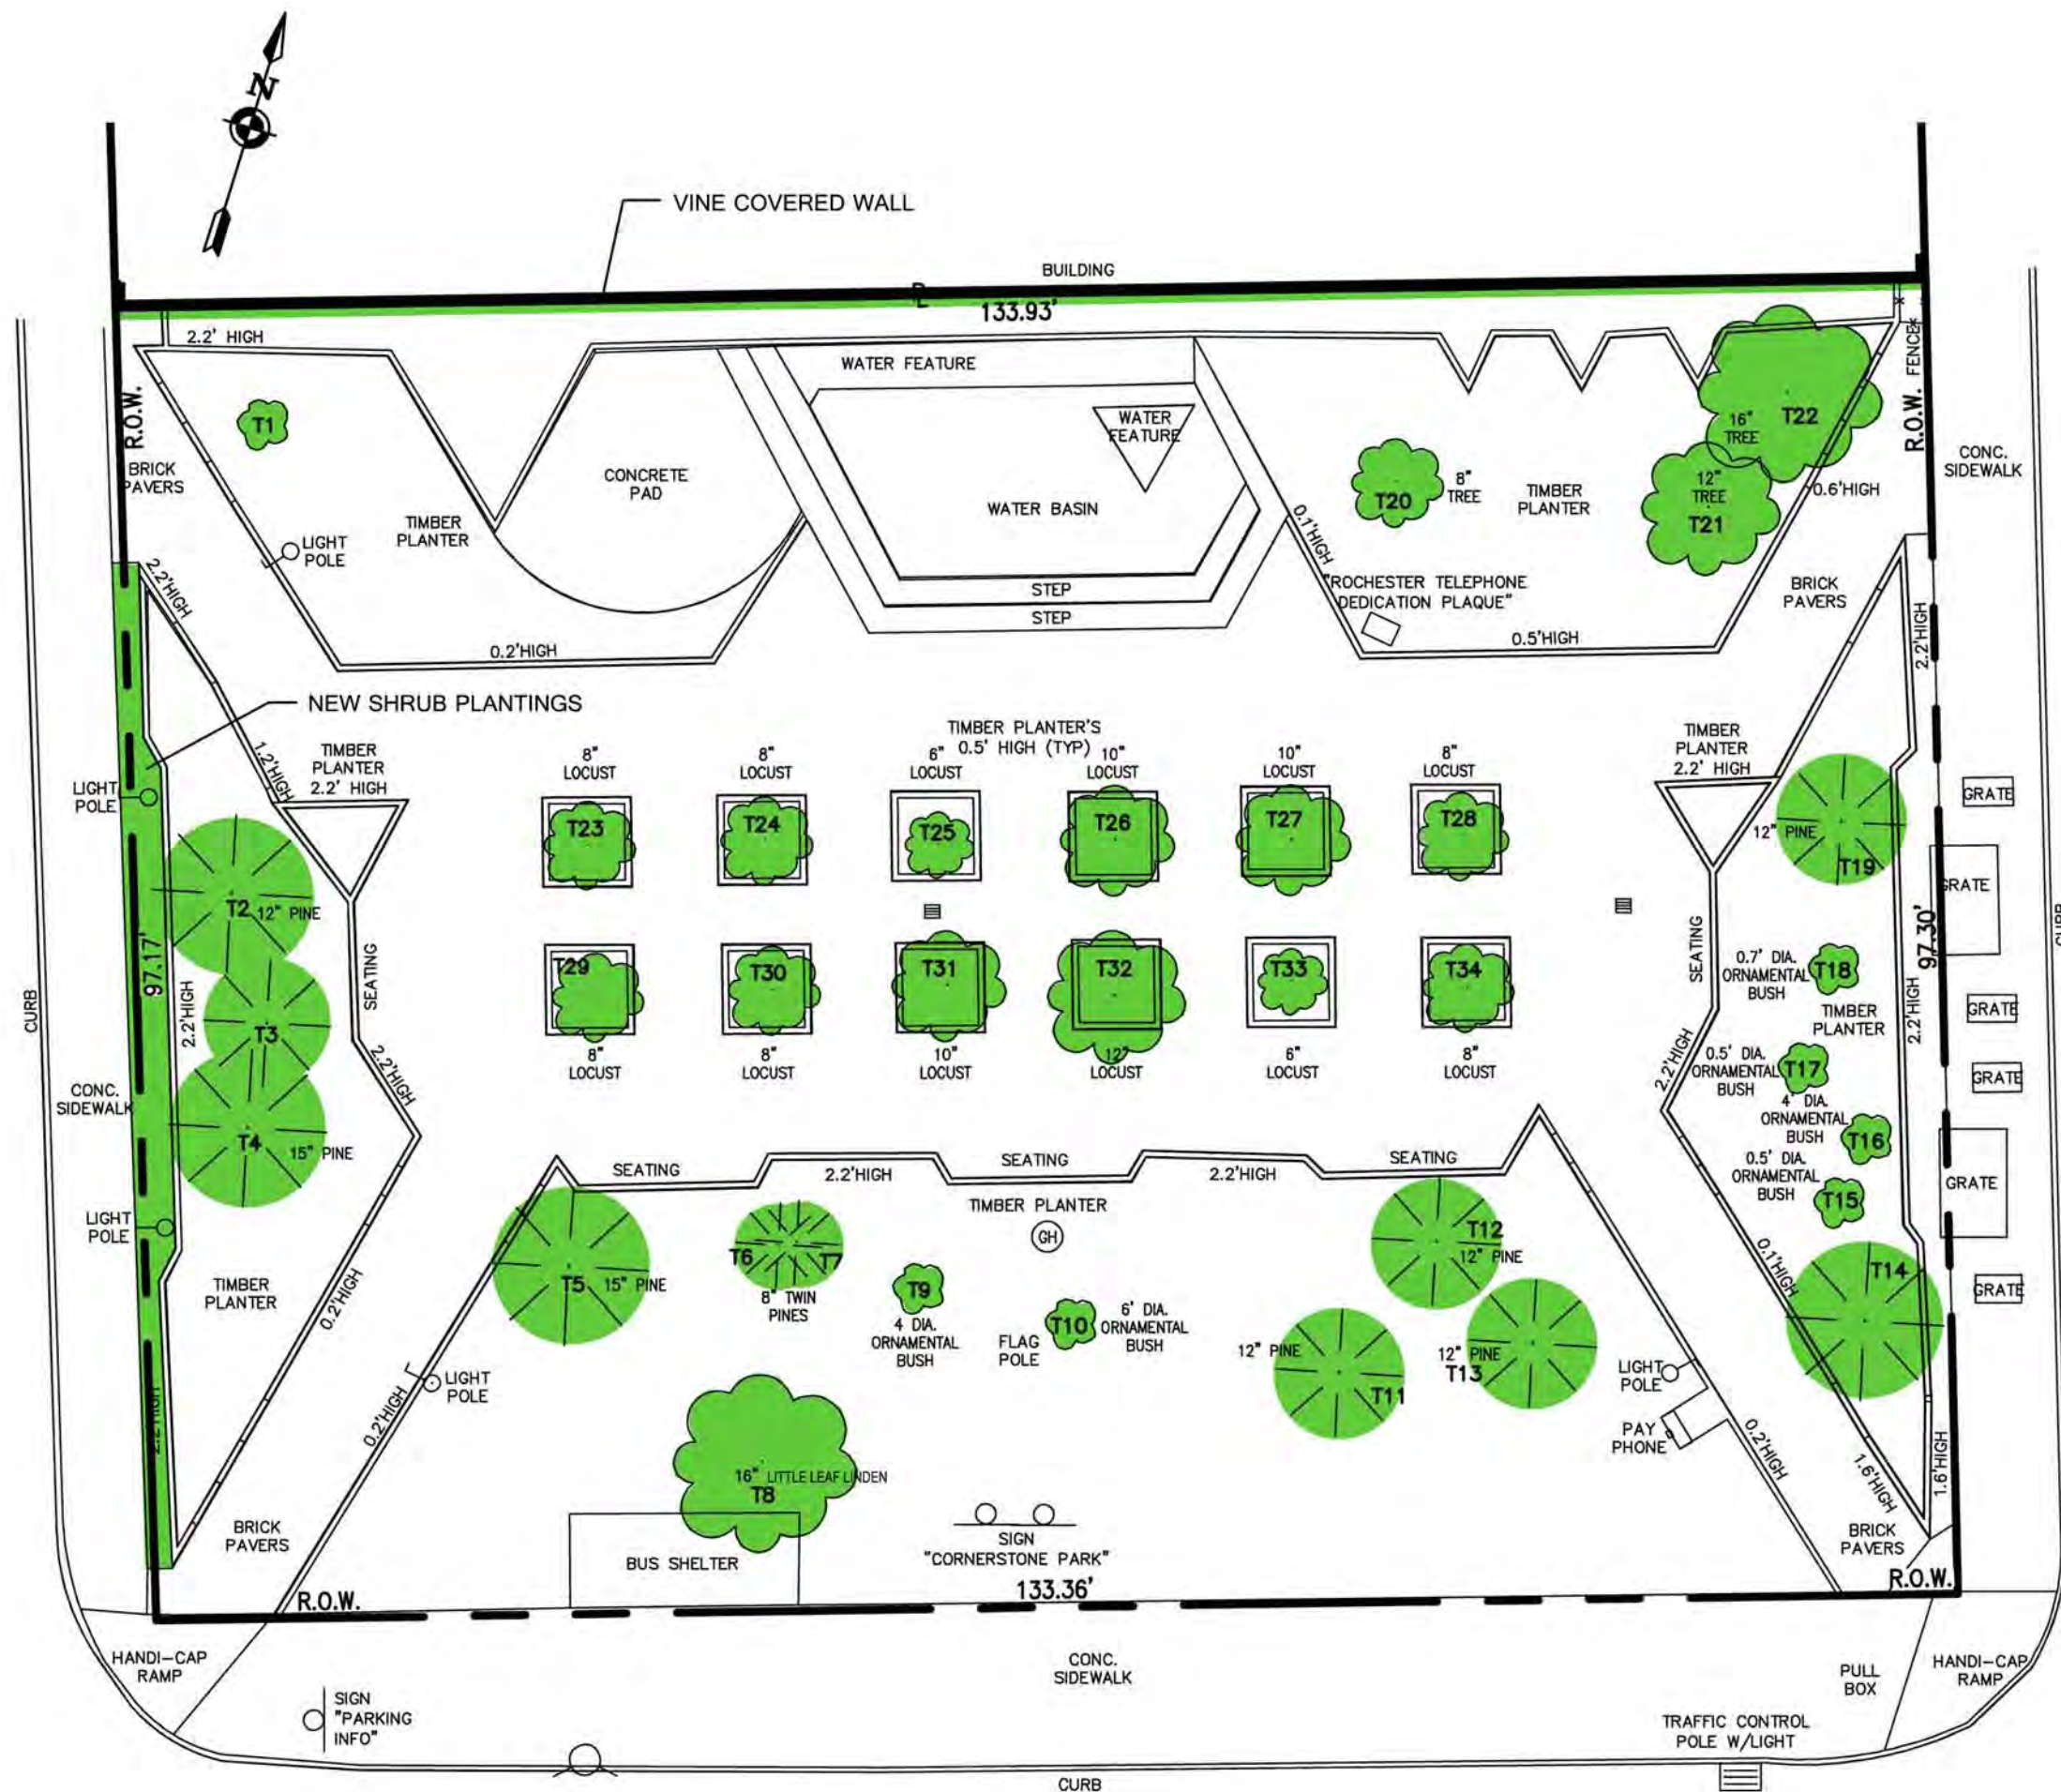 N
VINE COVERED WALL
BUILDING
PL
133.93'
2.2' HIGH
R.O.W.
BRICK
PAVERS
T1
TIMBER
PLANTER
LIGHT
POLE
CONCRETE
PAD
WATER FEATURE
WATER
FEATURE
WATER BASIN
STEP
STEP
0.2'HIGH
0.1'HIGH
"ROCHESTER TELEPHONE
DEDICATION PLAQUE"
T20
8"
TREE
TIMBER
PLANTER
16"
TREE
T22
12"
TREE
T21
0.6'HIGH
0.5'HIGH
FENCE
R.O.W.
CONC.
SIDEWALK
BRICK
PAVERS
2.2'HIGH
2.2'HIGH
NEW SHRUB PLANTINGS
1.2'HIGH
TIMBER
PLANTER
2.2' HIGH
LIGHT
POLE
TIMBER PLANTER'S
0.5' HIGH (TYP)
8"
LOCUST
8"
LOCUST
6"
LOCUST
10"
LOCUST
10"
LOCUST
8"
LOCUST
T23
T24
T25
T26
T27
T28
TIMBER
PLANTER
2.2' HIGH
12" PINE
T19
GRATE
GRATE
T2
12" PINE
97.17'
T3
2.2'HIGH
SEATING
2.2'HIGH
T4
15" PINE
CURB
CONC.
SIDEWALK
LIGHT
POLE
T29
T30
T31
T32
T33
T34
8"
LOCUST
8"
LOCUST
10"
LOCUST
12"
LOCUST
6"
LOCUST
8"
LOCUST
SEATING
2.2'HIGH
0.7' DIA.
ORNAMENTAL
BUSH
T18
TIMBER
PLANTER
0.5' DIA.
ORNAMENTAL
BUSH
T17
4' DIA.
ORNAMENTAL
BUSH
T16
0.5' DIA.
ORNAMENTAL
BUSH
T15
2.2'HIGH
97.30'
CURB
GRATE
GRATE
GRATE
GRATE
T14
0.1'HIGH
SEATING
2.2'HIGH
SEATING
2.2'HIGH
SEATING
TIMBER PLANTER
GH
TIMBER
PLANTER
0.2'HIGH
2.2'HIGH
T5
15" PINE
T6
T7
8" TWIN
PINES
T9
4 DIA.
ORNAMENTAL
BUSH
FLAG
POLE
T10
6' DIA.
ORNAMENTAL
BUSH
T12
12" PINE
12" PINE
T11
12" PINE
T13
LIGHT
POLE
PAY
PHONE
0.2'HIGH
1.6'HIGH
1.6'HIGH
LIGHT
POLE
0.2'HIGH
16" LITTLE LEAF LINDEN
T8
BUS SHELTER
SIGN
"CORNERSTONE PARK"
133.36'
BRICK
PAVERS
R.O.W.
BRICK
PAVERS
R.O.W.
HANDI-CAP
RAMP
SIGN
"PARKING
INFO"
CONC.
SIDEWALK
PULL
BOX
HANDI-CAP
RAMP
TRAFFIC CONTROL
POLE W/LIGHT
CURB